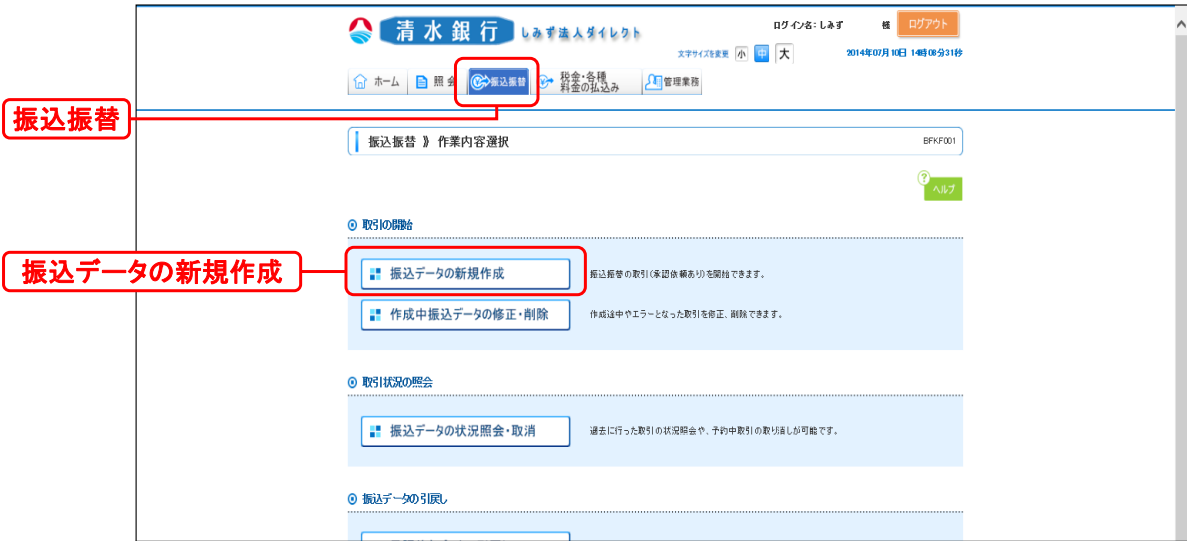 清水銀行 しみず法人ダイレクト
ログイン名：しみず 様 ログアウト
文字サイズを変更 小 中 大 2014年07月10日 14時08分31秒
ホーム 照会 振込振替 税金・各種
料金の払込み 管理業務
振込振替
振込振替 》 作業内容選択 BFKF001
? ヘルプ
取引の開始
振込データの新規作成
振込データの新規作成 振込振替の取引（承認依頼あり）を開始できます。
作成中振込データの修正・削除 作成途中やエラーとなった取引を修正、削除できます。
取引状況の照会
振込データの状況照会・取消 過去に行った取引の状況照会や、予約中取引の取り消しが可能です。
振込データの引戻し